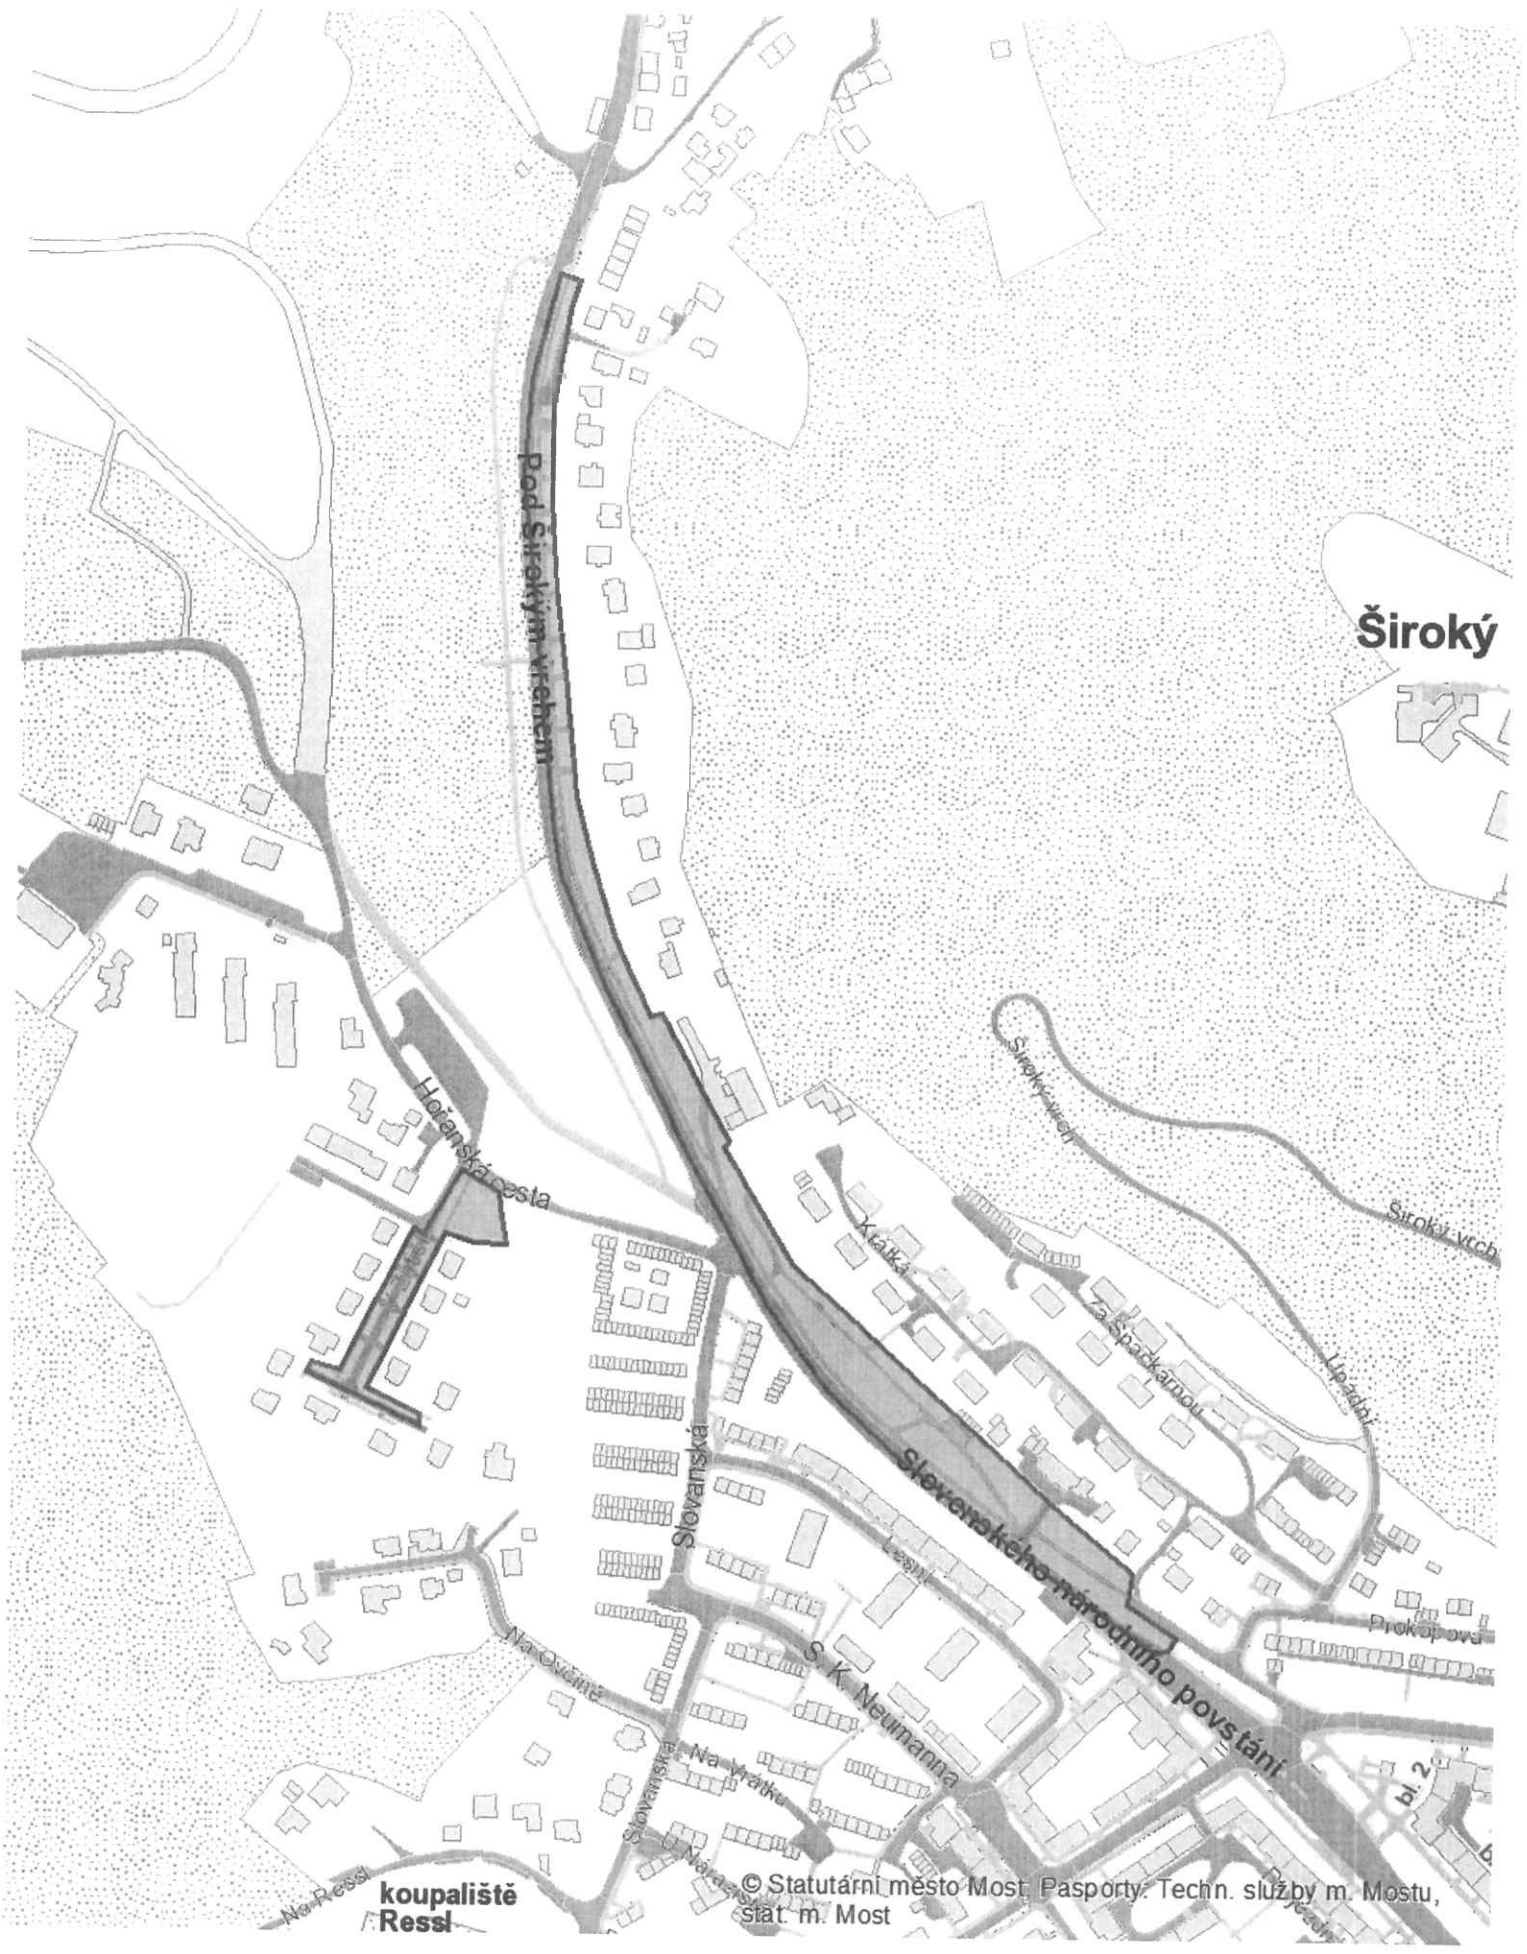 Pod Širokým vrchem
Široký
Široký vrch
Široký vrch
Hořanská cesta
Krátká
Za Špačkárnou
Úpadní
Slovenského národního povstání
Slovanská
Lesní
Prokopova
Na Ovčíně
S. K. Neumanna
Na Vrátku
bl. 2
Slovanská
Na Ressl
koupaliště
Ressl
© Statutární město Most, Pasporty: Techn. služby m. Mostu,
stat. m. Most